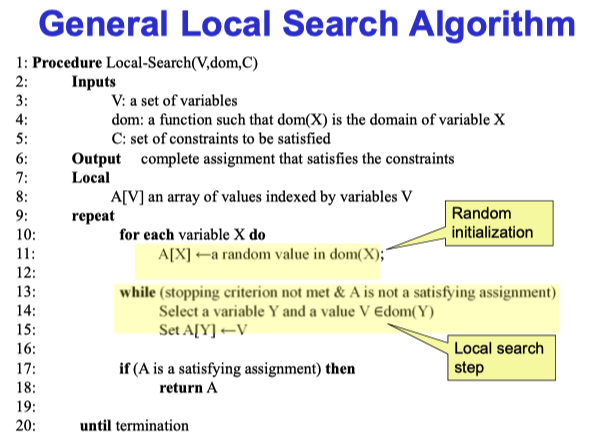 General Local Search Algorithm
1: Procedure Local-Search(V,dom,C)
2: Inputs
3: V: a set of variables
4: dom: a function such that dom(X) is the domain of variable X
5: C: set of constraints to be satisfied
6: Output complete assignment that satisfies the constraints
7: Local
8: A[V] an array of values indexed by variables V
9: repeat
10: for each variable X do
11: A[X] ←a random value in dom(X);
12:
13: while (stopping criterion not met & A is not a satisfying assignment)
14: Select a variable Y and a value V ∈dom(Y)
15: Set A[Y] ←V
16:
17: if (A is a satisfying assignment) then
18: return A
19:
20: until termination
Random
initialization
Local search
step